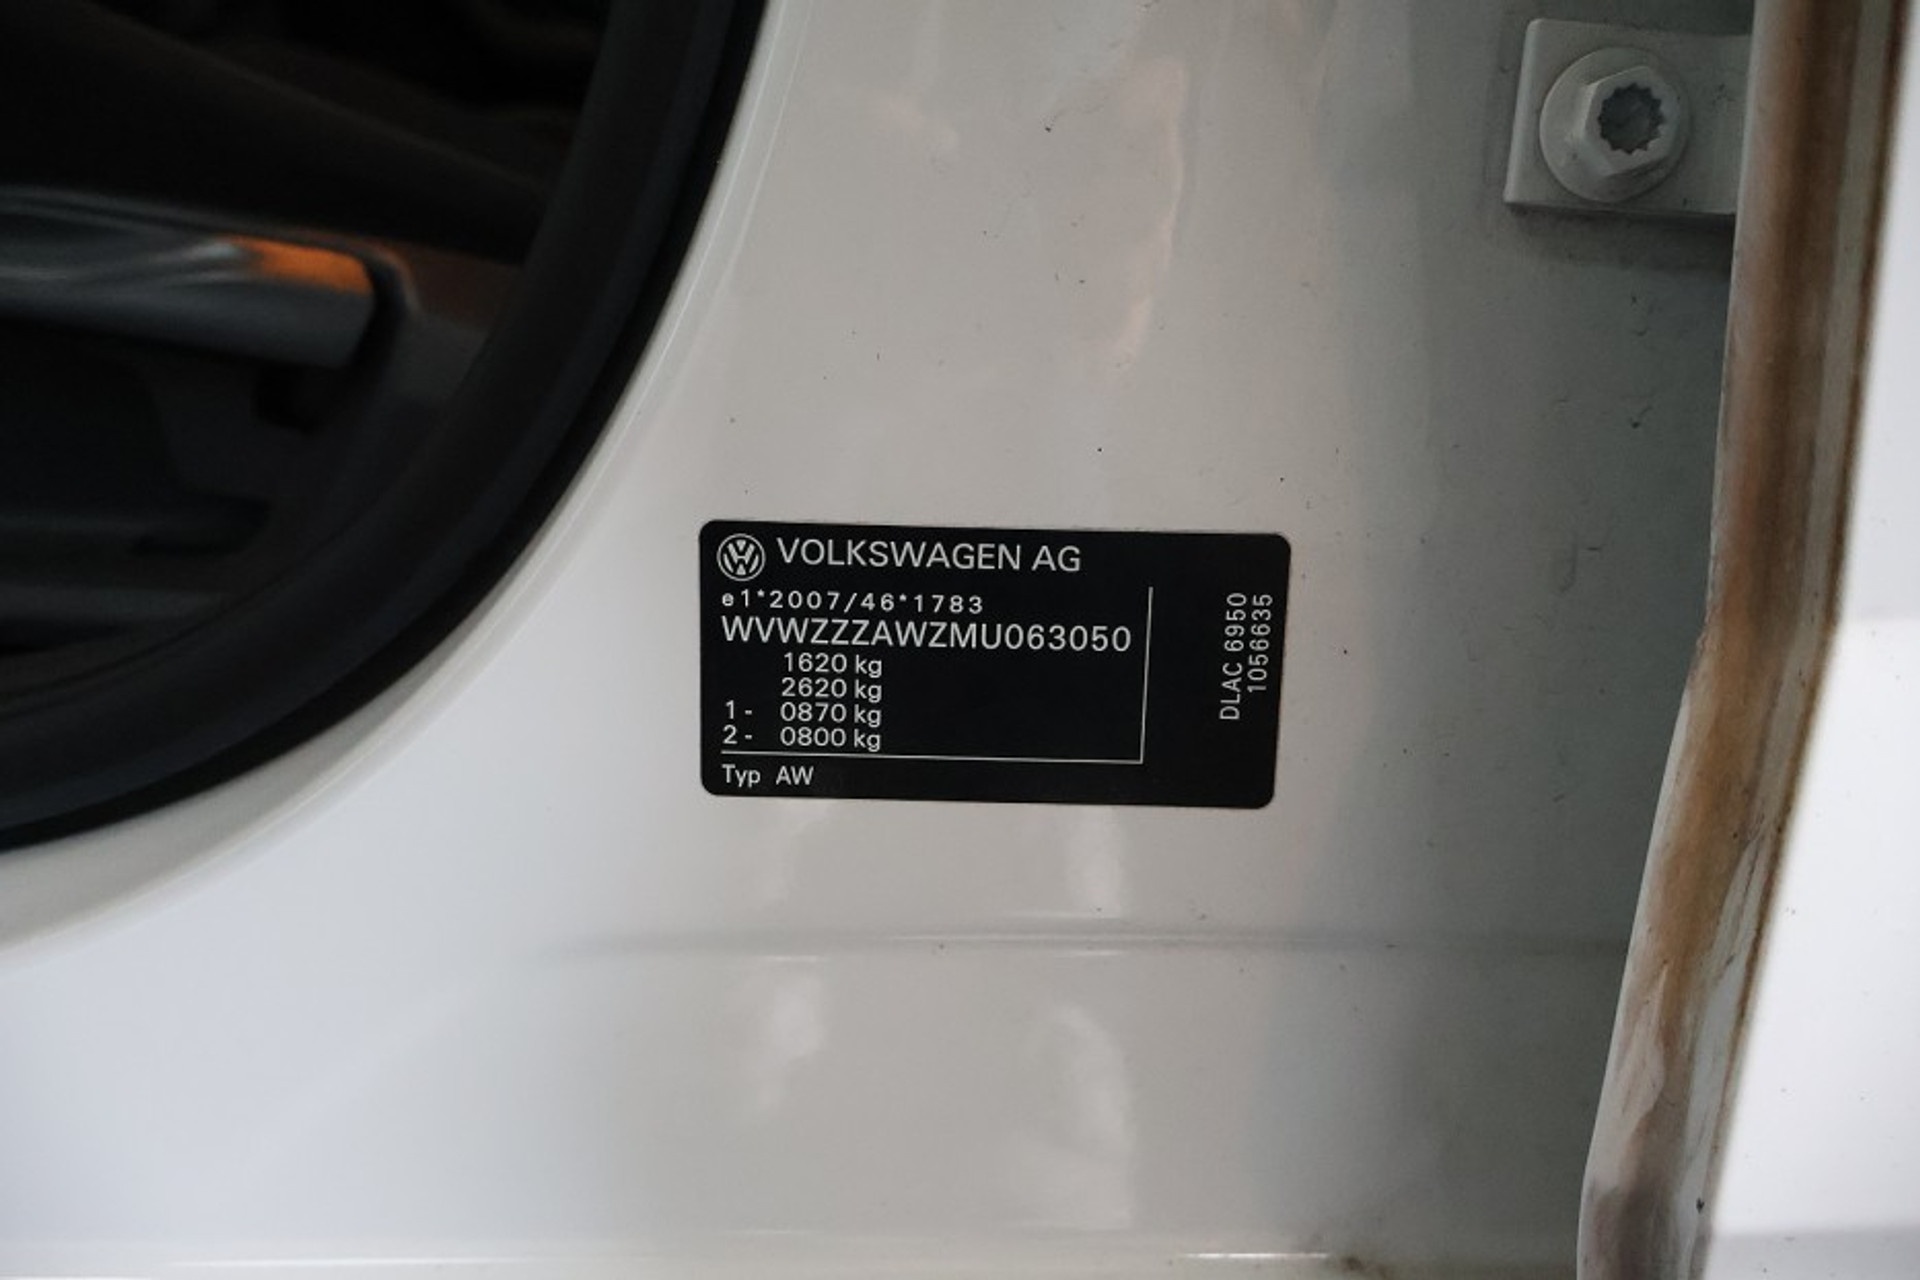 VOLKSWAGEN AG
e1*2007/46*1783
WVWZZZAWZMU063050
1620 kg
2620 kg
1- 0870 kg
2- 0800 kg
Typ AW
DLAC 6950
1056635